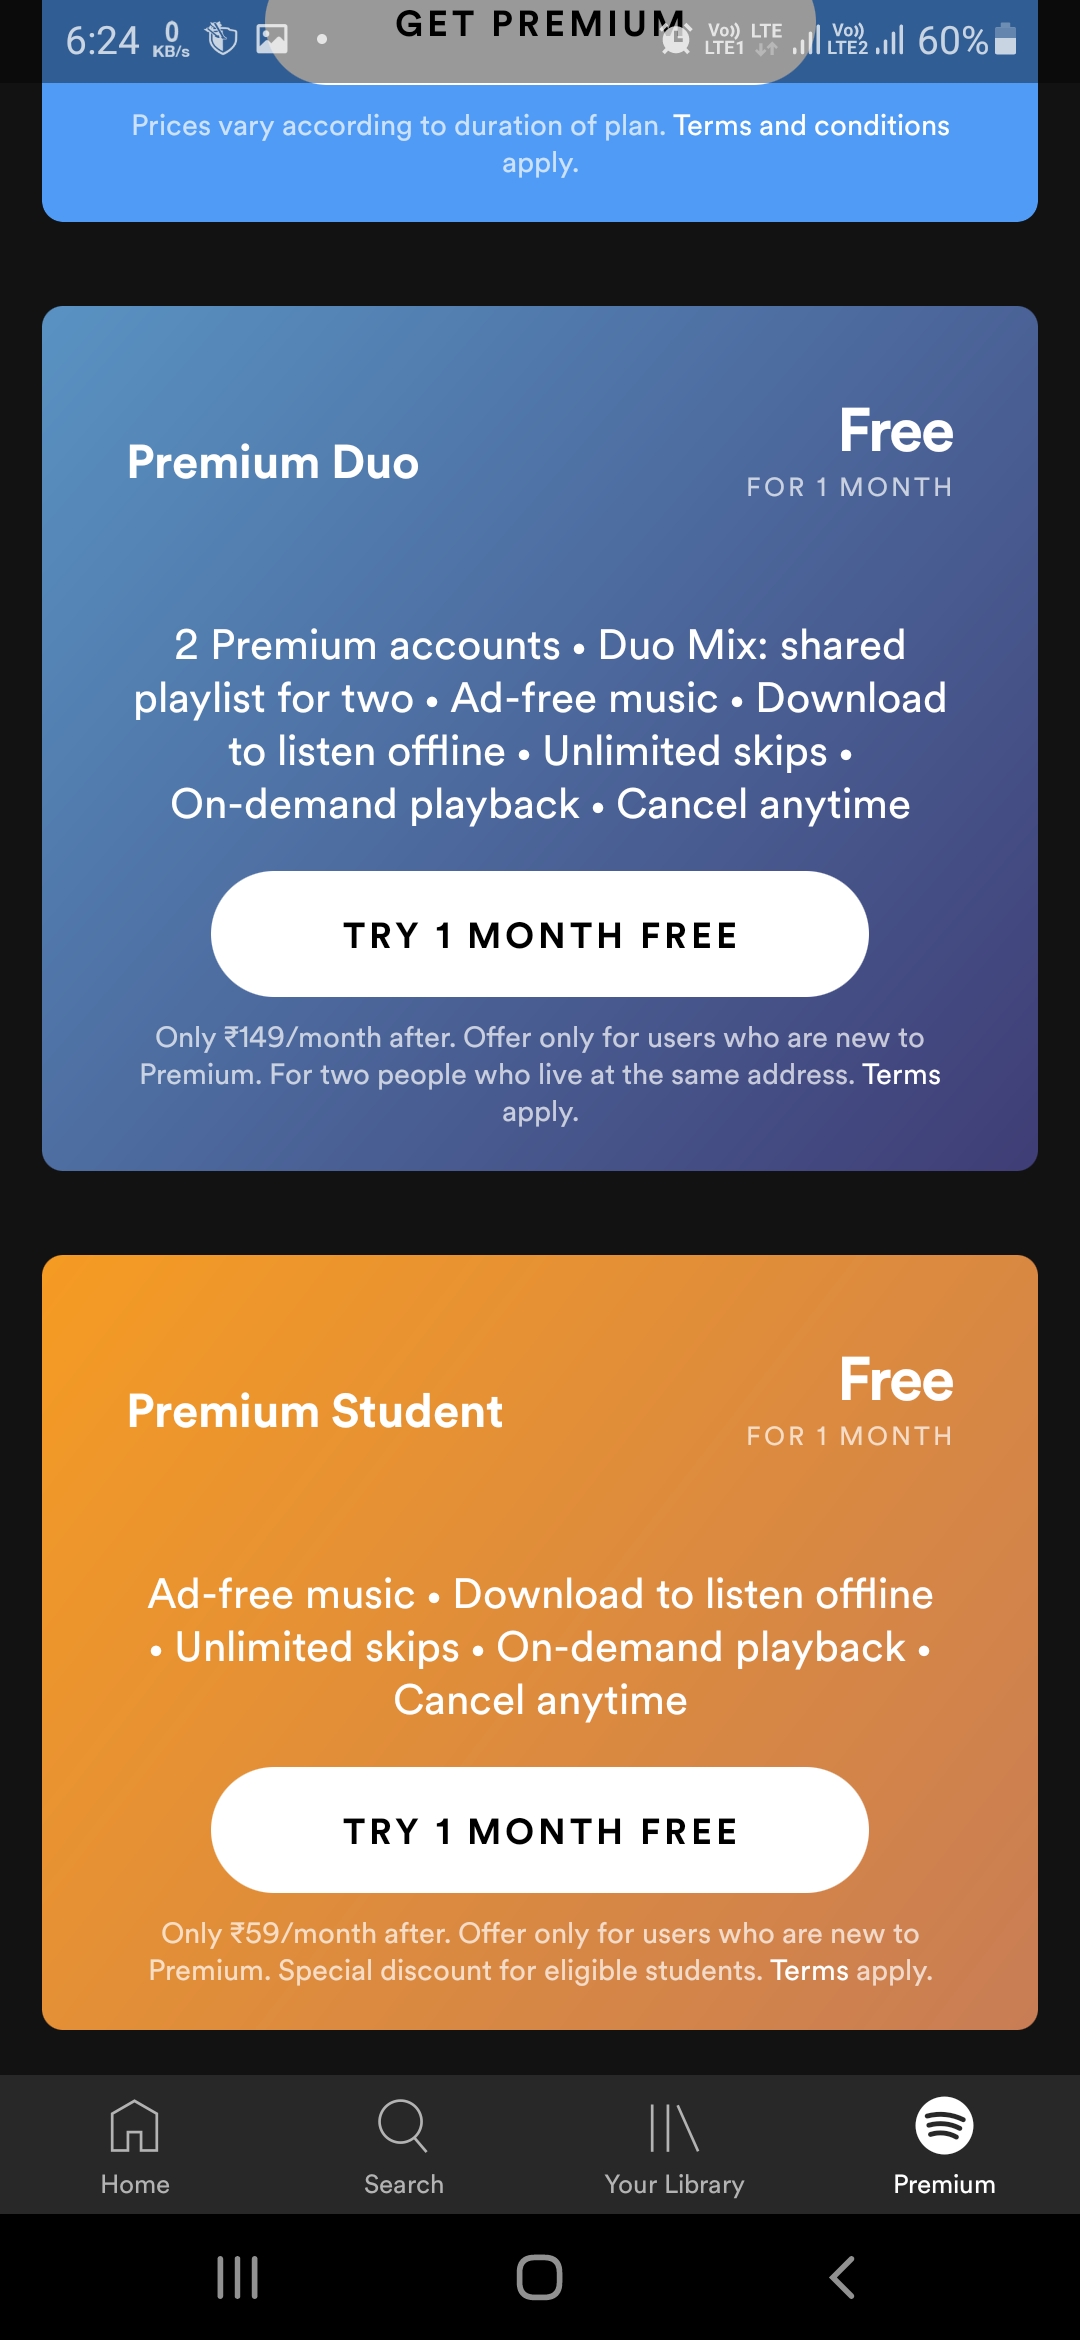 6:24 0 KB/s Vo)) LTE1 LTE Vo)) LTE2 60%
GET PREMIUM
Prices vary according to duration of plan. Terms and conditions
apply.
Premium Duo
Free
FOR 1 MONTH
2 Premium accounts • Duo Mix: shared
playlist for two • Ad-free music • Download
to listen offline • Unlimited skips •
On-demand playback • Cancel anytime
TRY 1 MONTH FREE
Only ₹149/month after. Offer only for users who are new to
Premium. For two people who live at the same address. Terms
apply.
Premium Student
Free
FOR 1 MONTH
Ad-free music • Download to listen offline
• Unlimited skips • On-demand playback •
Cancel anytime
TRY 1 MONTH FREE
Only ₹59/month after. Offer only for users who are new to
Premium. Special discount for eligible students. Terms apply.
Home Search Your Library Premium